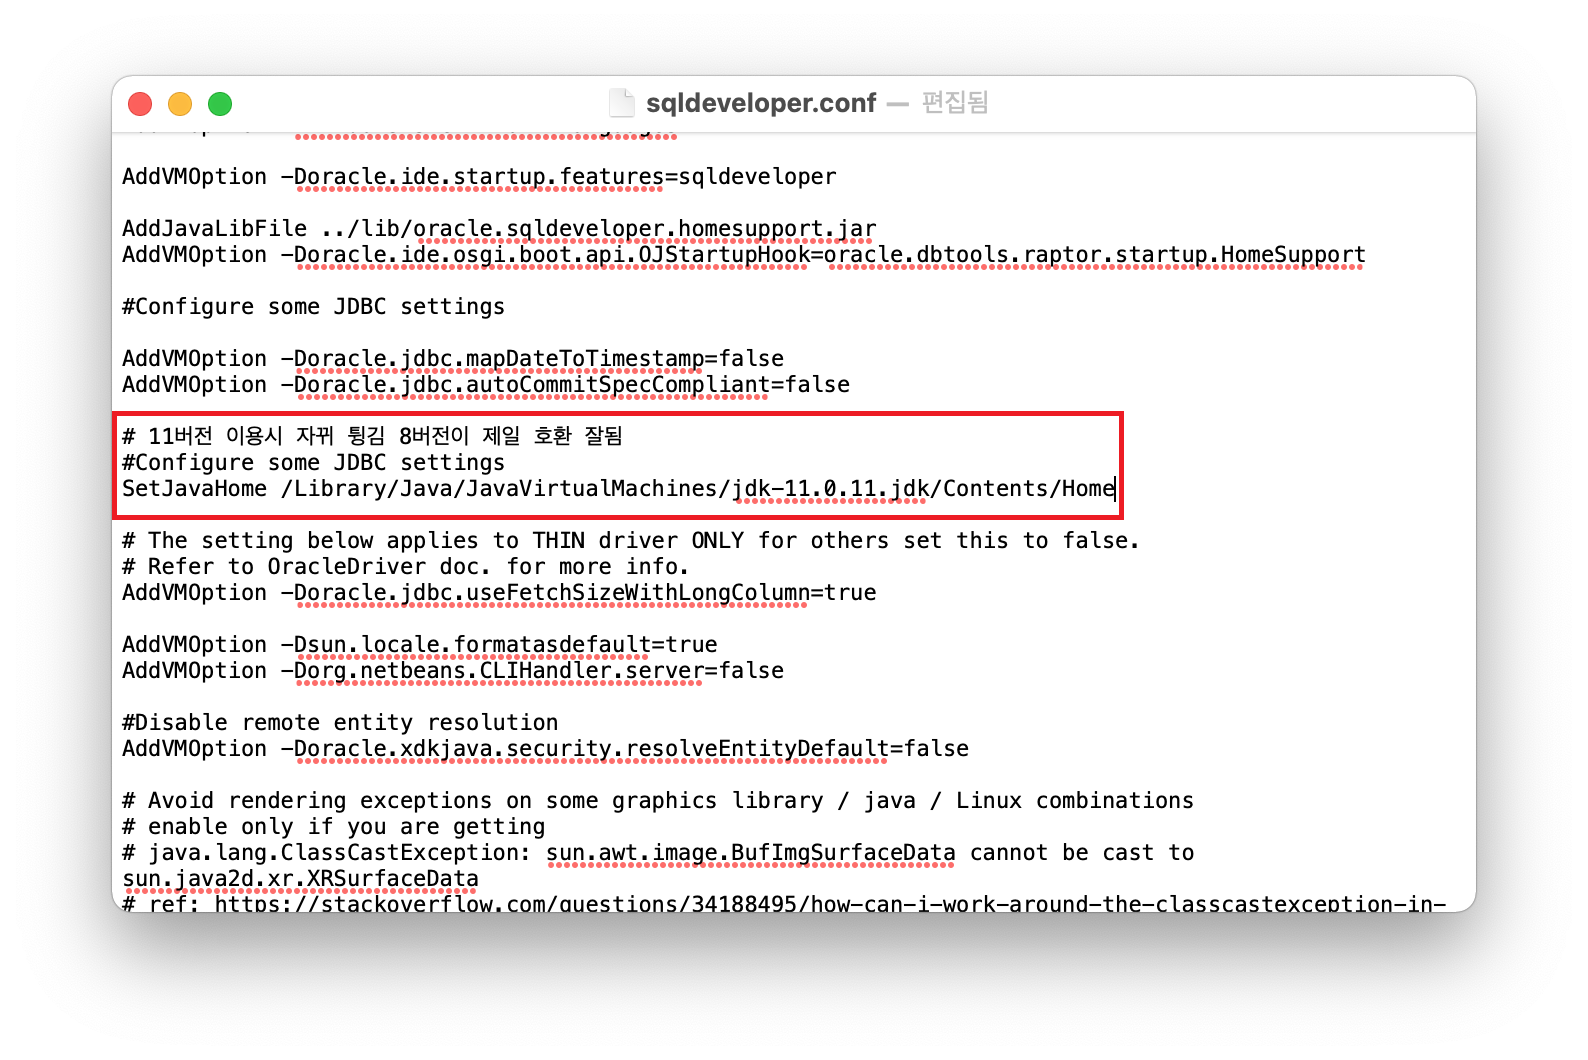 sqldeveloper.conf — 편집됨
AddVMOption -Doracle.ide.startup.features=sqldeveloper
AddJavaLibFile ../lib/oracle.sqldeveloper.homesupport.jar
AddVMOption -Doracle.ide.osgi.boot.api.OJStartupHook=oracle.dbtools.raptor.startup.HomeSupport
#Configure some JDBC settings
AddVMOption -Doracle.jdbc.mapDateToTimestamp=false
AddVMOption -Doracle.jdbc.autoCommitSpecCompliant=false
# 11버전 이용시 자뀌 튕김 8버전이 제일 호환 잘됨
#Configure some JDBC settings
SetJavaHome /Library/Java/JavaVirtualMachines/jdk-11.0.11.jdk/Contents/Home
# The setting below applies to THIN driver ONLY for others set this to false.
# Refer to OracleDriver doc. for more info.
AddVMOption -Doracle.jdbc.useFetchSizeWithLongColumn=true
AddVMOption -Dsun.locale.formatasdefault=true
AddVMOption -Dorg.netbeans.CLIHandler.server=false
#Disable remote entity resolution
AddVMOption -Doracle.xdkjava.security.resolveEntityDefault=false
# Avoid rendering exceptions on some graphics library / java / Linux combinations
# enable only if you are getting
# java.lang.ClassCastException: sun.awt.image.BufImgSurfaceData cannot be cast to
sun.java2d.xr.XRSurfaceData
# ref: https://stackoverflow.com/questions/34188495/how-can-i-work-around-the-classcastexception-in-